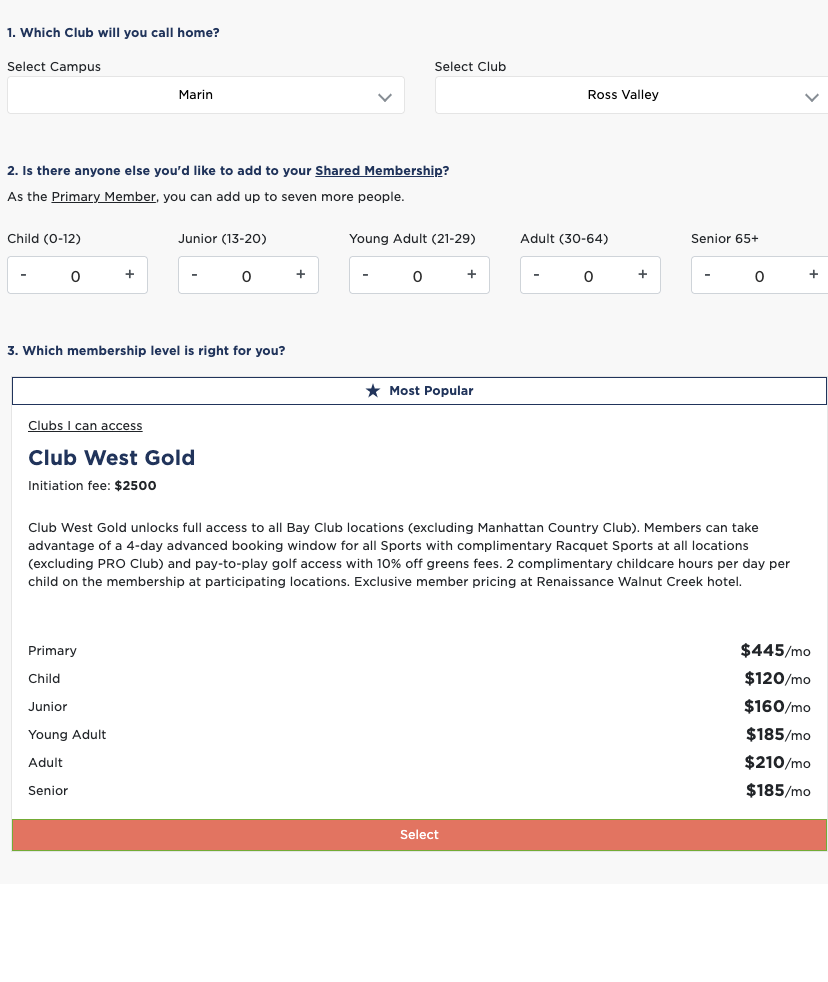 1. Which Club will you call home?
Select Campus
Select Club
Marin
Ross Valley
2. Is there anyone else you'd like to add to your Shared Membership?
As the Primary Member, you can add up to seven more people.
Child (0-12)
Junior (13-20)
Young Adult (21-29)
Adult (30-64)
Senior 65+
- 0 +
- 0 +
- 0 +
- 0 +
- 0 +
3. Which membership level is right for you?
★ Most Popular
Clubs I can access
Club West Gold
Initiation fee: $2500
Club West Gold unlocks full access to all Bay Club locations (excluding Manhattan Country Club). Members can take
advantage of a 4-day advanced booking window for all Sports with complimentary Racquet Sports at all locations
(excluding PRO Club) and pay-to-play golf access with 10% off greens fees. 2 complimentary childcare hours per day per
child on the membership at participating locations. Exclusive member pricing at Renaissance Walnut Creek hotel.
Primary $445/mo
Child $120/mo
Junior $160/mo
Young Adult $185/mo
Adult $210/mo
Senior $185/mo
Select